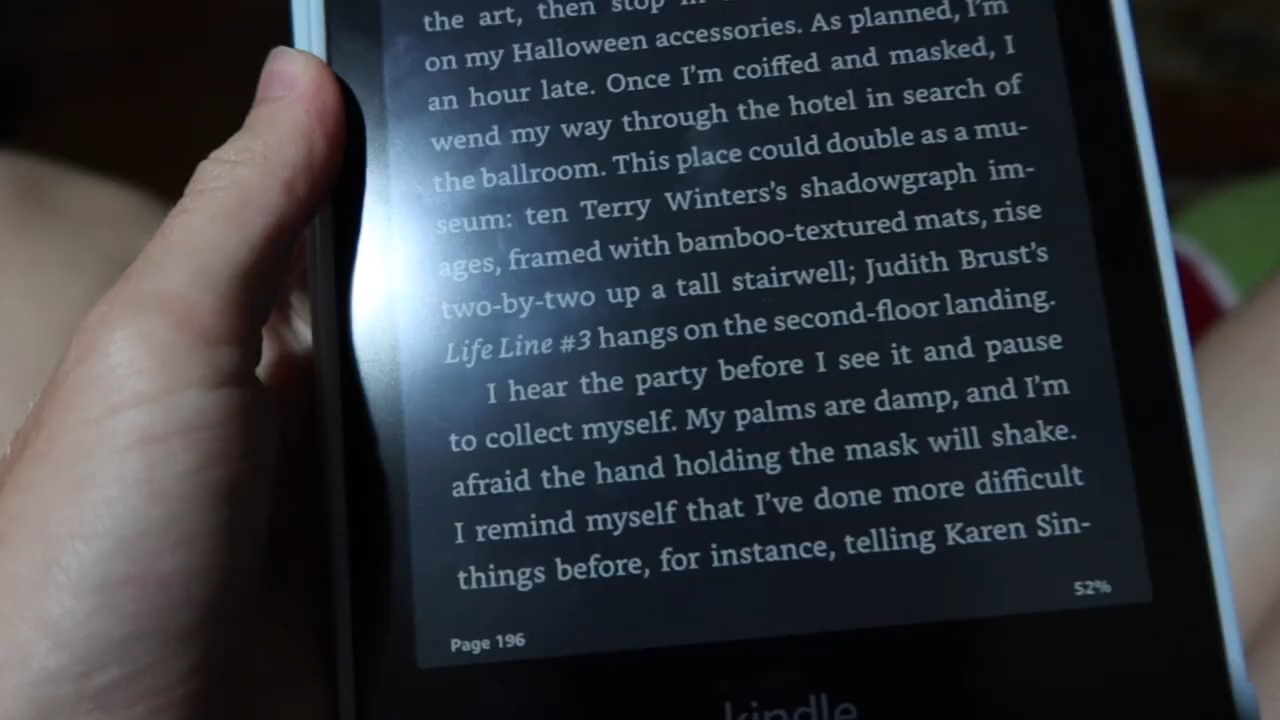 the art, then stop in
on my Halloween accessories. As planned, I'm
an hour late. Once I'm coiffed and masked, I
wend my way through the hotel in search of
the ballroom. This place could double as a mu-
seum: ten Terry Winters's shadowgraph im-
ages, framed with bamboo-textured mats, rise
two-by-two up a tall stairwell; Judith Brust's
Life Line #3 hangs on the second-floor landing.
I hear the party before I see it and pause
to collect myself. My palms are damp, and I'm
afraid the hand holding the mask will shake.
I remind myself that I've done more difficult
things before, for instance, telling Karen Sin-
52%
Page 196
kindle